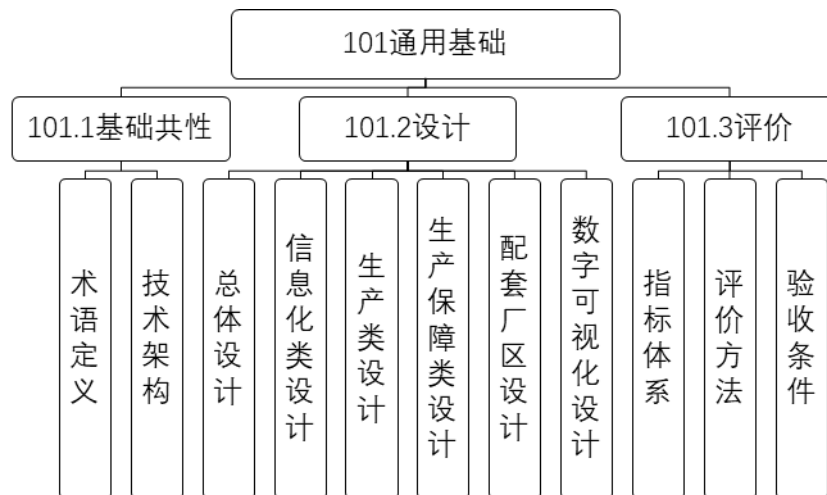 101通用基础
101.1基础共性
101.2设计
101.3评价
术语定义
技术架构
总体设计
信息化类设计
生产类设计
生产保障类设计
配套厂区设计
数字可视化设计
指标体系
评价方法
验收条件